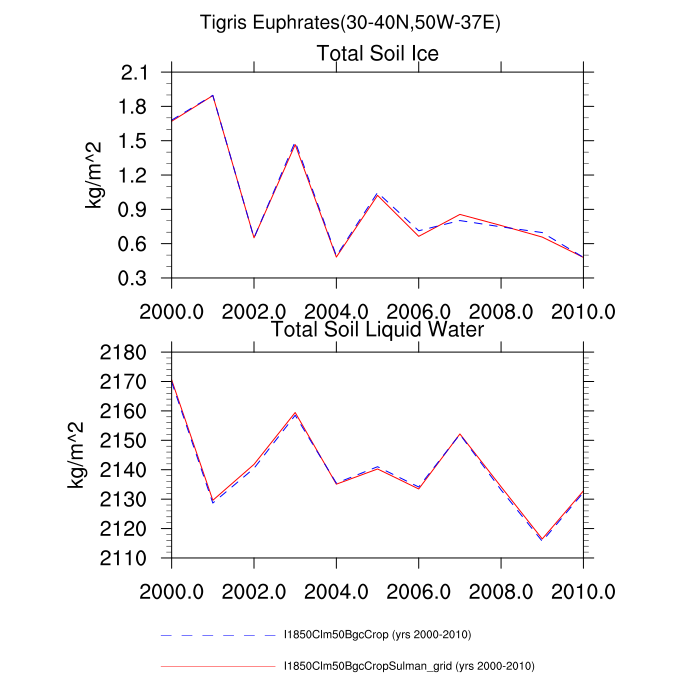 Tigris Euphrates(30-40N,50W-37E)
Total Soil Ice
2.1
1.8
1.5
1.2
0.9
0.6
0.3
kg/m^2
2000.0 2002.0 2004.0 2006.0 2008.0 2010.0
Total Soil Liquid Water
2180
2170
2160
2150
2140
2130
2120
2110
kg/m^2
2000.0 2002.0 2004.0 2006.0 2008.0 2010.0
I1850Clm50BgcCrop (yrs 2000-2010)
I1850Clm50BgcCropSulman_grid (yrs 2000-2010)